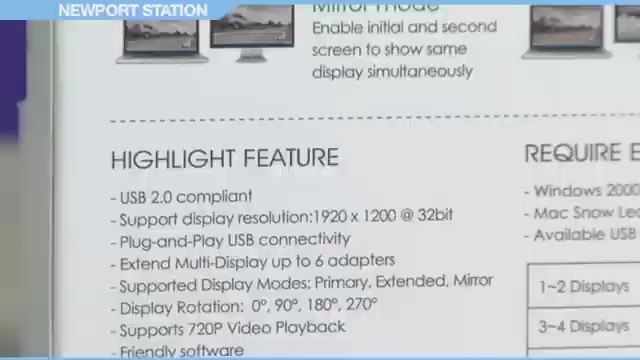 NEWPORT STATION
Mirror mode
Enable initial and second
screen to show same
display simultaneously
HIGHLIGHT FEATURE
- USB 2.0 compliant
- Support display resolution:1920 x 1200 @ 32bit
- Plug-and-Play USB connectivity
- Extend Multi-Display up to 6 adapters
- Supported Display Modes: Primary, Extended, Mirror
- Display Rotation: 0°, 90°, 180°, 270°
- Supports 720P Video Playback
- Friendly software
REQUIRE
- Windows 2000
- Mac Snow
- Available USB
1~2 Displays
3~4 Displays